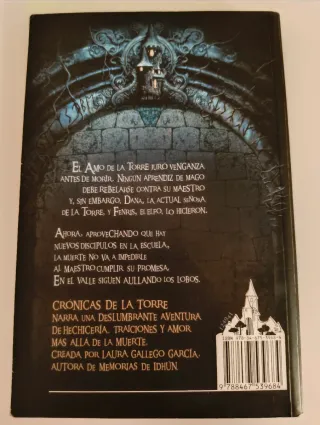 EL AMO DE LA TORRE JURÓ VENGANZA
ANTES DE MORIR. NINGÚN APRENDIZ DE MAGO
DEBE REBELARSE CONTRA SU MAESTRO
Y, SIN EMBARGO, DANA, LA ACTUAL SEÑORA
DE LA TORRE, Y FENRIS, EL ELFO, LO HICIERON.
AHORA, APROVECHANDO QUE HAY
NUEVOS DISCÍPULOS EN LA ESCUELA,
LA MUERTE NO VA A IMPEDIRLE
AL MAESTRO CUMPLIR SU PROMESA.
EN EL VALLE SIGUEN AULLANDO LOS LOBOS.
CRÓNICAS DE LA TORRE
NARRA UNA DESLUMBRANTE AVENTURA
DE HECHICERÍA, TRAICIONES Y AMOR
MÁS ALLÁ DE LA MUERTE.
CREADA POR LAURA GALLEGO GARCÍA,
AUTORA DE MEMORIAS DE IDHÚN.
9 788467 539684